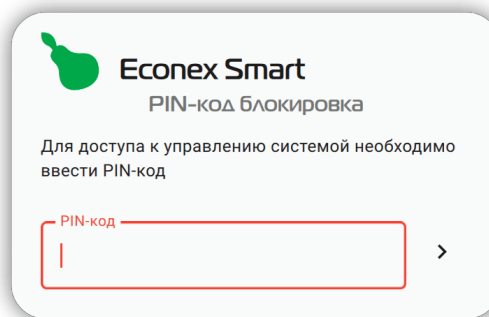 Econex Smart
PIN-код блокировка
Для доступа к управлению системой необходимо
ввести PIN-код
PIN-код